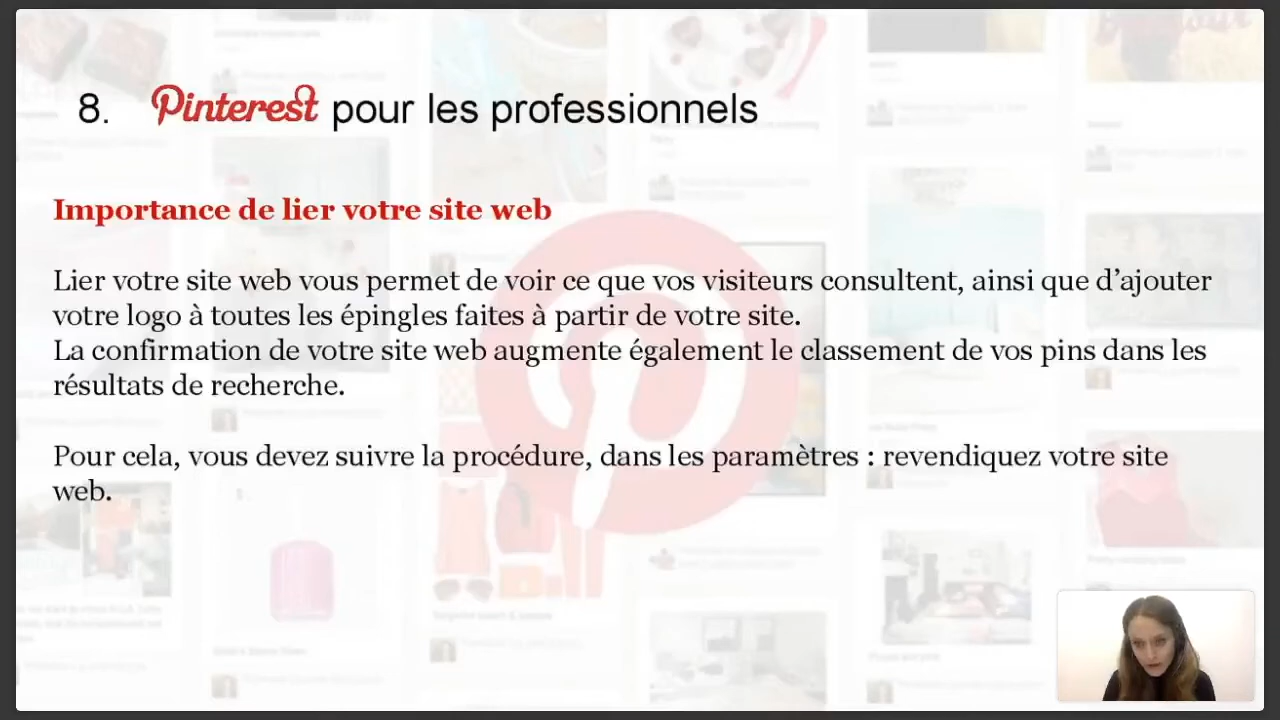 8. Pinterest pour les professionnels
Importance de lier votre site web
Lier votre site web vous permet de voir ce que vos visiteurs consultent, ainsi que d’ajouter
votre logo à toutes les épingles faites à partir de votre site.
La confirmation de votre site web augmente également le classement de vos pins dans les
résultats de recherche.
Pour cela, vous devez suivre la procédure, dans les paramètres : revendiquez votre site
web.